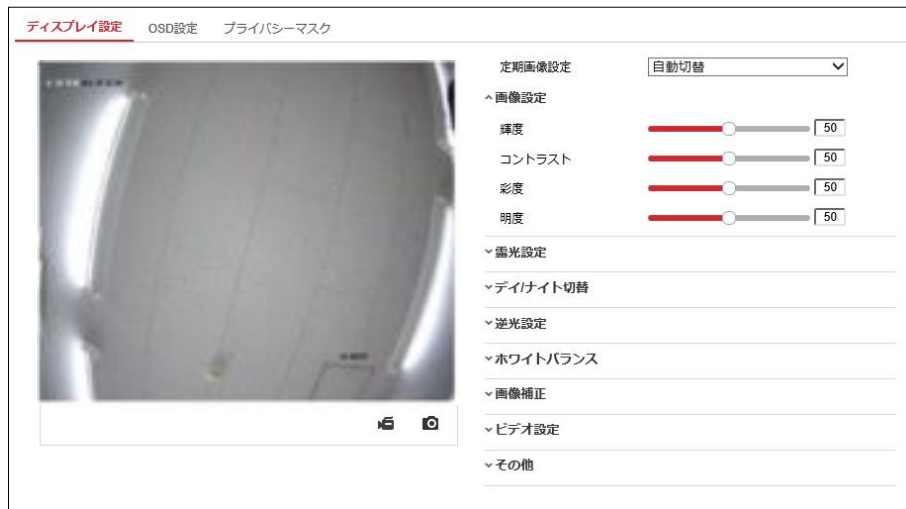 ディスプレイ設定 OSD設定 プライバシーマスク
定期画像設定 自動切替
画像設定
輝度 50
コントラスト 50
彩度 50
明度 50
露光設定
デイ/ナイト切替
逆光設定
ホワイトバランス
画像補正
ビデオ設定
その他